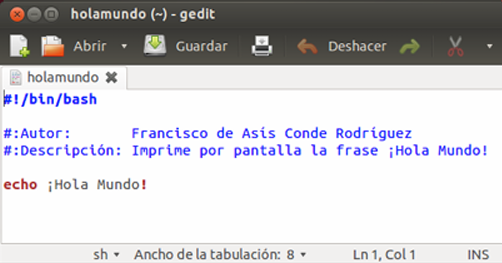 holamundo (~) - gedit
Abrir Guardar Deshacer
holamundo
#!/bin/bash
#:Autor: Francisco de Asís Conde Rodríguez
#:Descripción: Imprime por pantalla la frase ¡Hola Mundo!
echo ¡Hola Mundo!
sh Ancho de la tabulación: 8 Ln 1, Col 1 INS